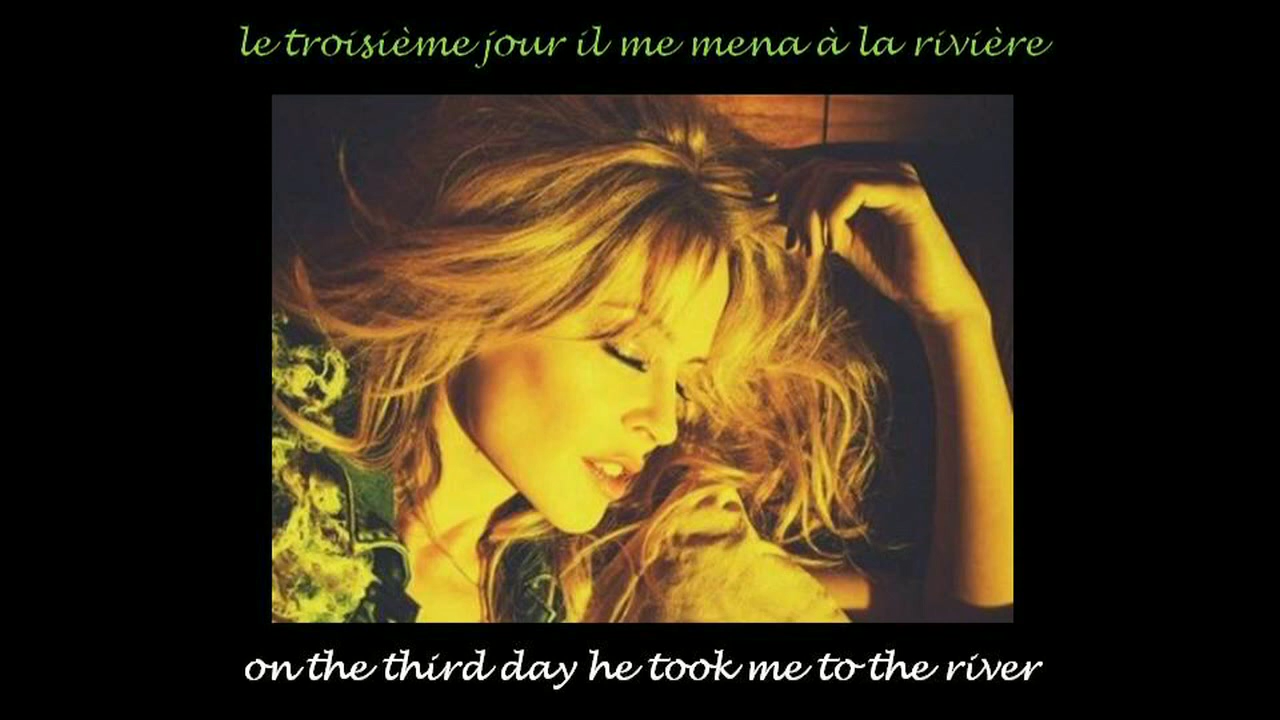 le troisième jour il me mena à la rivière
on the third day he took me to the river